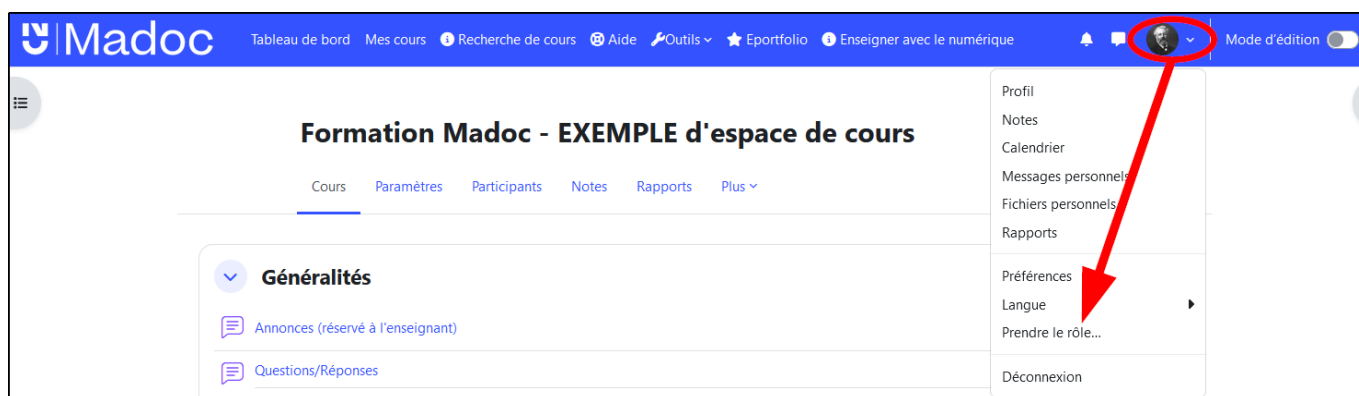 Madoc Tableau de bord Mes cours Recherche de cours Aide Outils Eportfolio Enseigner avec le numérique Mode d'édition
Formation Madoc - EXEMPLE d'espace de cours
Cours Paramètres Participants Notes Rapports Plus
Généralités
Annonces (réservé à l'enseignant)
Questions/Réponses
Profil
Notes
Calendrier
Messages personnels
Fichiers personnels
Rapports
Préférences
Langue
Prendre le rôle...
Déconnexion